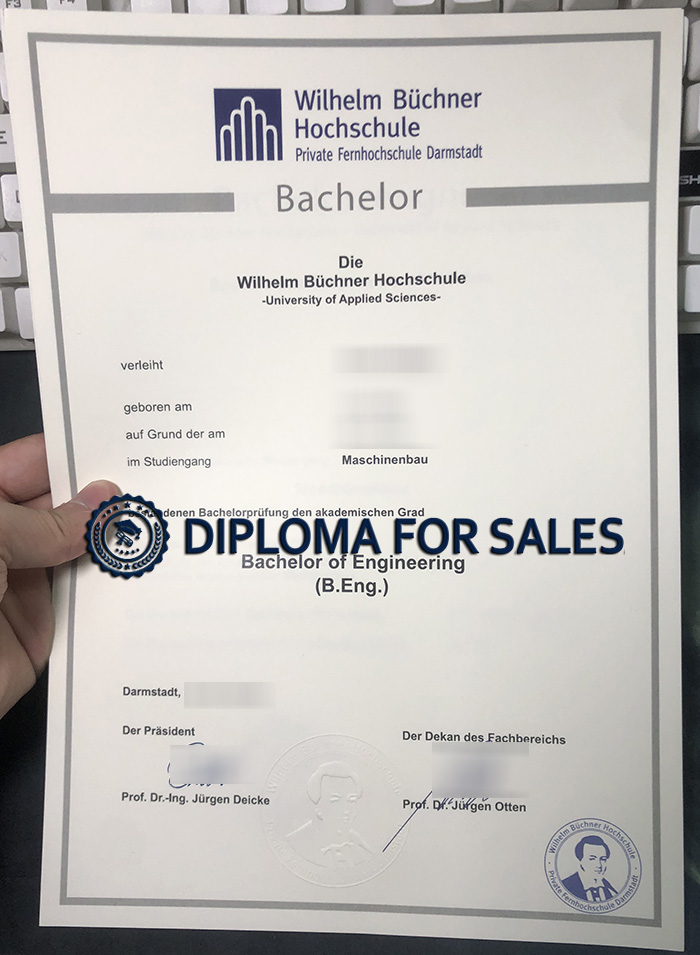 Wilhelm Büchner
Hochschule
Private Fernhochschule Darmstadt
Bachelor
Die
Wilhelm Büchner Hochschule
-University of Applied Sciences-
verleiht
geboren am
auf Grund der am
im Studiengang
Maschinenbau
Bachelorprüfung den akademischen Grad
DIPLOMA FOR SALES
Bachelor of Engineering
(B.Eng.)
Darmstadt,
Der Präsident
Der Dekan des Fachbereichs
Prof. Dr.-Ing. Jürgen Deicke
Prof. Dr. Jürgen Otten
Wilhelm Büchner Hochschule
Private Fernhochschule Darmstadt